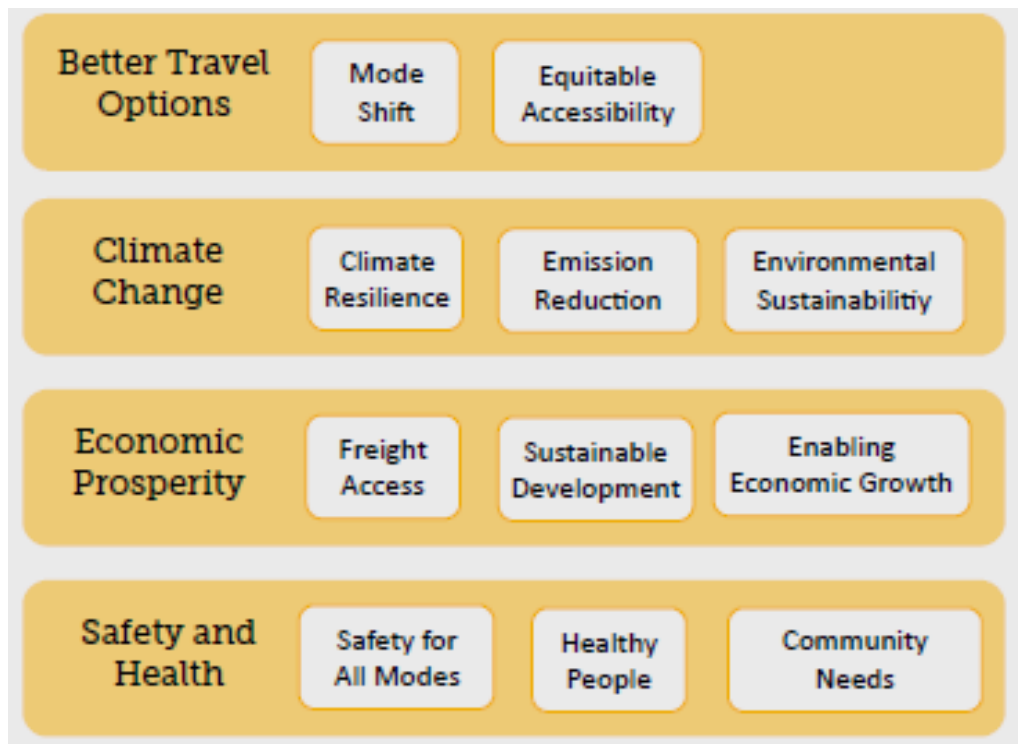 Better Travel
Options
Mode
Shift
Equitable
Accessibility
Climate
Change
Climate
Resilience
Emission
Reduction
Environmental
Sustainabilitiy
Economic
Prosperity
Freight
Access
Sustainable
Development
Enabling
Economic Growth
Safety and
Health
Safety for
All Modes
Healthy
People
Community
Needs